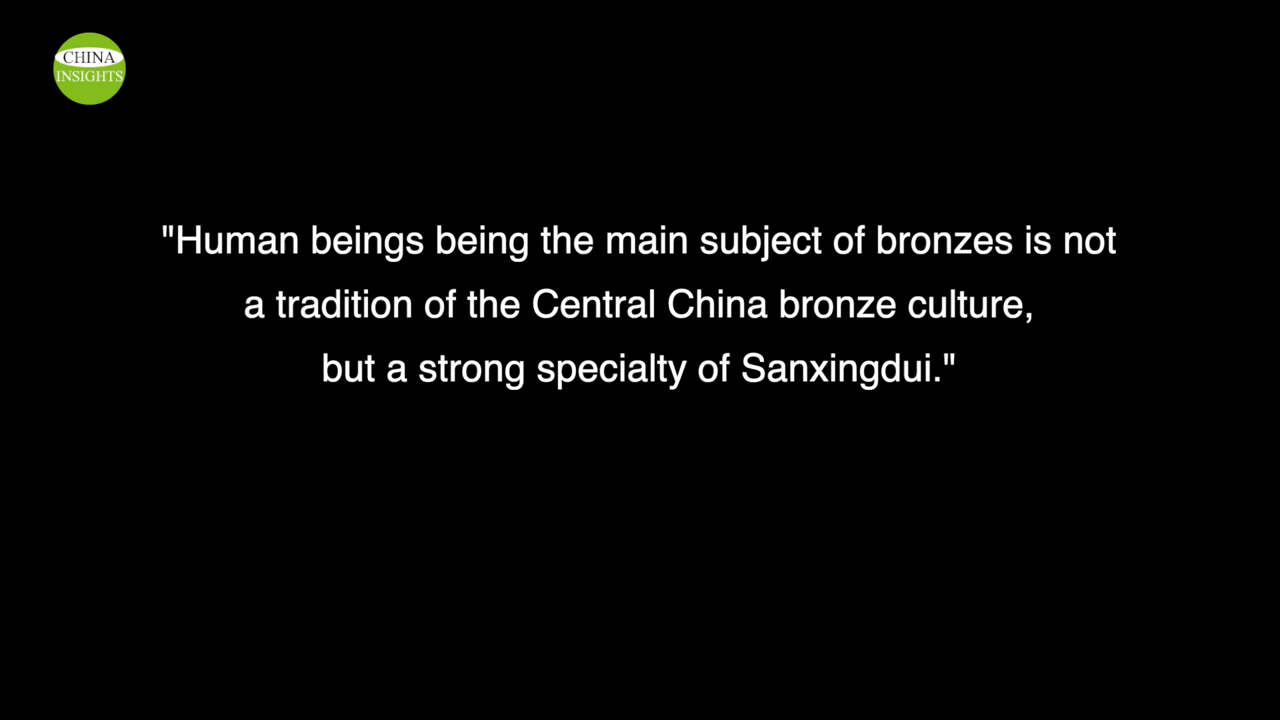 CHINA
INSIGHTS
"Human beings being the main subject of bronzes is not
a tradition of the Central China bronze culture,
but a strong specialty of Sanxingdui."